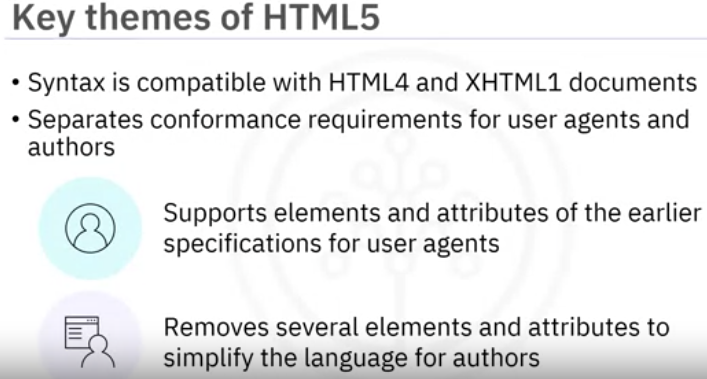 Key themes of HTML5
• Syntax is compatible with HTML4 and XHTML1 documents
• Separates conformance requirements for user agents and
authors
Supports elements and attributes of the earlier
specifications for user agents
Removes several elements and attributes to
simplify the language for authors